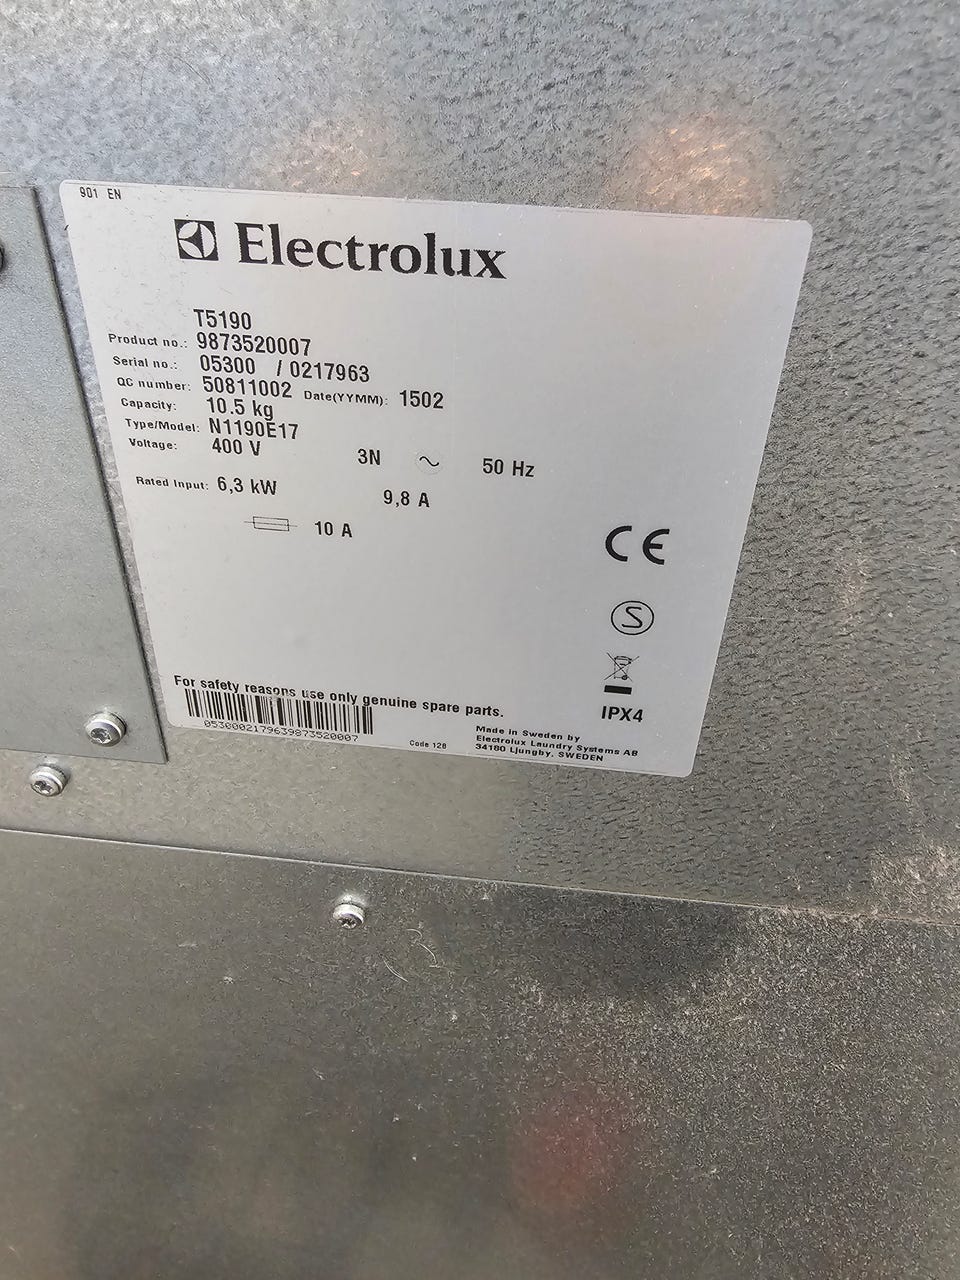 901 EN
Electrolux
T5190
Product no.: 9873520007
Serial no.: 05300 / 0217963
QC number: 50811002 Date(YYMM): 1502
Capacity: 10.5 kg
Type/Model: N1190E17
Voltage: 400 V 3N ~ 50 Hz
Rated Input: 6,3 kW 9,8 A
10 A
CE
S
IPX4
For safety reasons use only genuine spare parts.
0530002179639873520007
Code 128
Made in Sweden by
Electrolux Laundry Systems AB
34180 Ljungby, SWEDEN